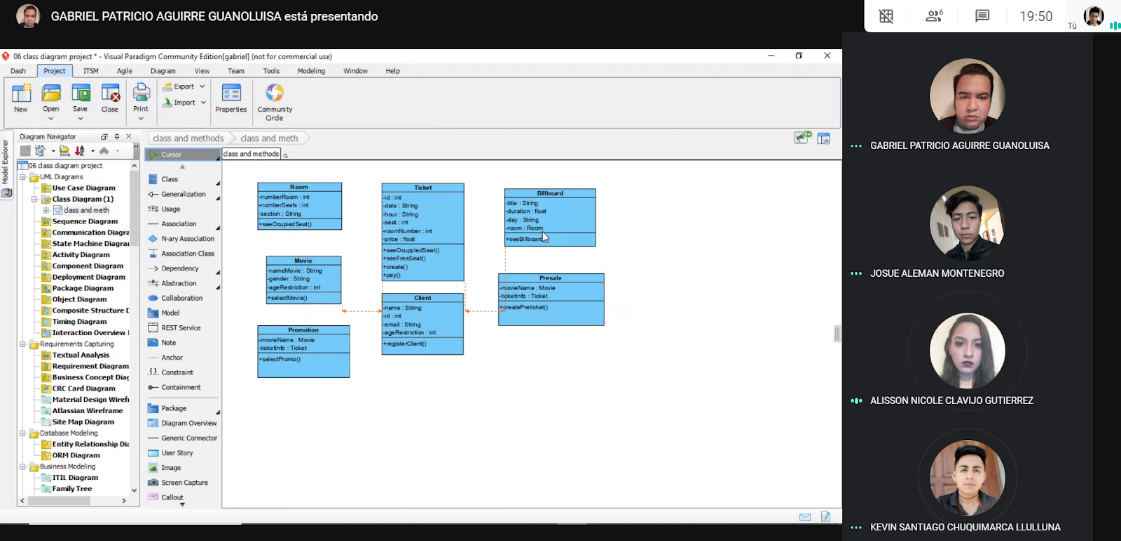 GABRIEL PATRICIO AGUIRRE GUANOLUISA está presentando
6
19:50
Tú
06 class diagram project * - Visual Paradigm Community Edition[gabriel] (not for commercial use)
Dash Project ITSM Agile Diagram View Team Tools Modeling Window Help
New Open Save Close Print Export Import Properties Community Circle
Model Explorer
Diagram Navigator
06 class diagram project
UML Diagrams
Use Case Diagram
Class Diagram (1)
class and meth
Sequence Diagram
Communication Diagra
State Machine Diagram
Activity Diagram
Component Diagram
Deployment Diagram
Package Diagram
Object Diagram
Composite Structure D
Timing Diagram
Interaction Overview D
Requirements Capturing
Textual Analysis
Requirement Diagram
Business Concept Diag
CRC Card Diagram
Material Design Wirefr
Atlassian Wireframe
Site Map Diagram
Database Modeling
Entity Relationship Dia
ORM Diagram
Business Modeling
ITIL Diagram
Family Tree
class and methods
class and meth
Cursor
Class
Generalization
Usage
Association
N-ary Association
Association Class
Dependency
Abstraction
Collaboration
Model
REST Service
Note
Anchor
Constraint
Containment
Package
Diagram Overview
Generic Connector
User Story
Image
Screen Capture
Callout
class and methods
Room
-numberRoom : int
-numberSeats : int
-section : String
+seeOcupiedSeat()
Movie
-nameMovie : String
-gender : String
-ageRestriction : int
+selectMovie()
Promotion
-movieName : Movie
-ticketInfo : Ticket
+selectPromo()
Ticket
-id : int
-date : String
-hour : String
-seat : int
-roomNumber : int
-price : float
+seeOccuppiedSeat()
+seeFreeSeat()
+create()
+pay()
Client
-name : String
-id : int
-email : String
-ageRestriction : int
+registerClient()
Billboard
-title : String
-duration : float
-day : String
-room : Room
Presale
-movieName : Movie
-ticketInfo : Ticket
+createPreticket()
GABRIEL PATRICIO AGUIRRE GUANOLUISA
JOSUE ALEMAN MONTENEGRO
ALISSON NICOLE CLAVIJO GUTIERREZ
KEVIN SANTIAGO CHUQUIMARCA LLULLUNA